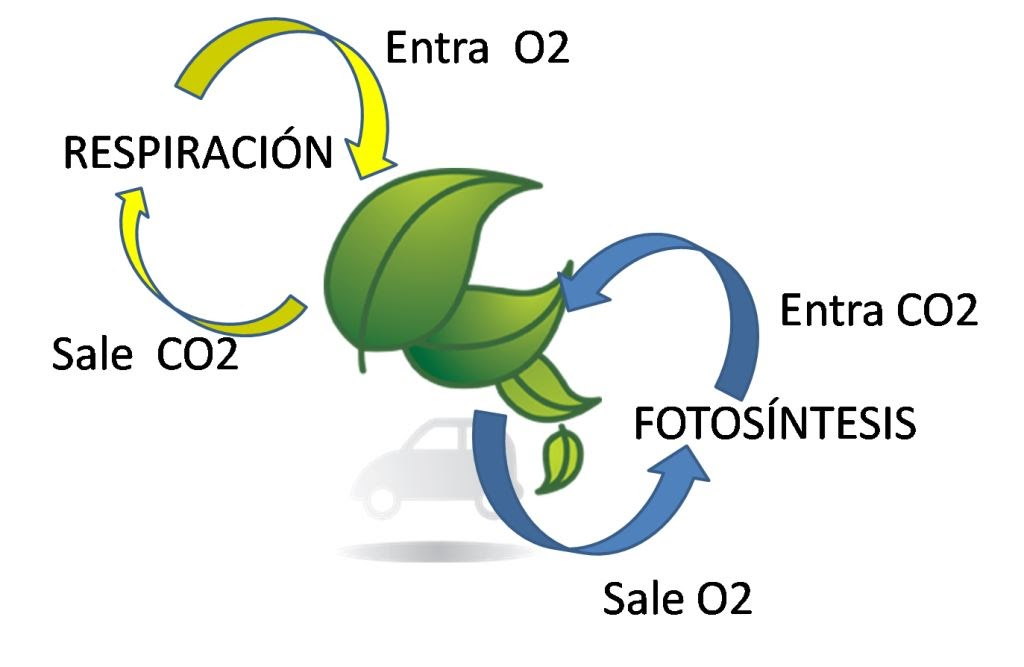 Entra O2
RESPIRACIÓN
Sale CO2
Entra CO2
FOTOSÍNTESIS
Sale O2